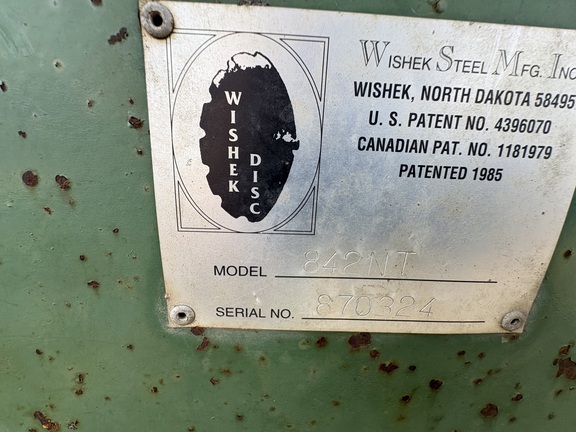 WISHEK
DISC
WISHEK STEEL MFG. INC
WISHEK, NORTH DAKOTA 58495
U. S. PATENT NO. 4396070
CANADIAN PAT. NO. 1181979
PATENTED 1985
MODEL 842NT
SERIAL NO. 870324